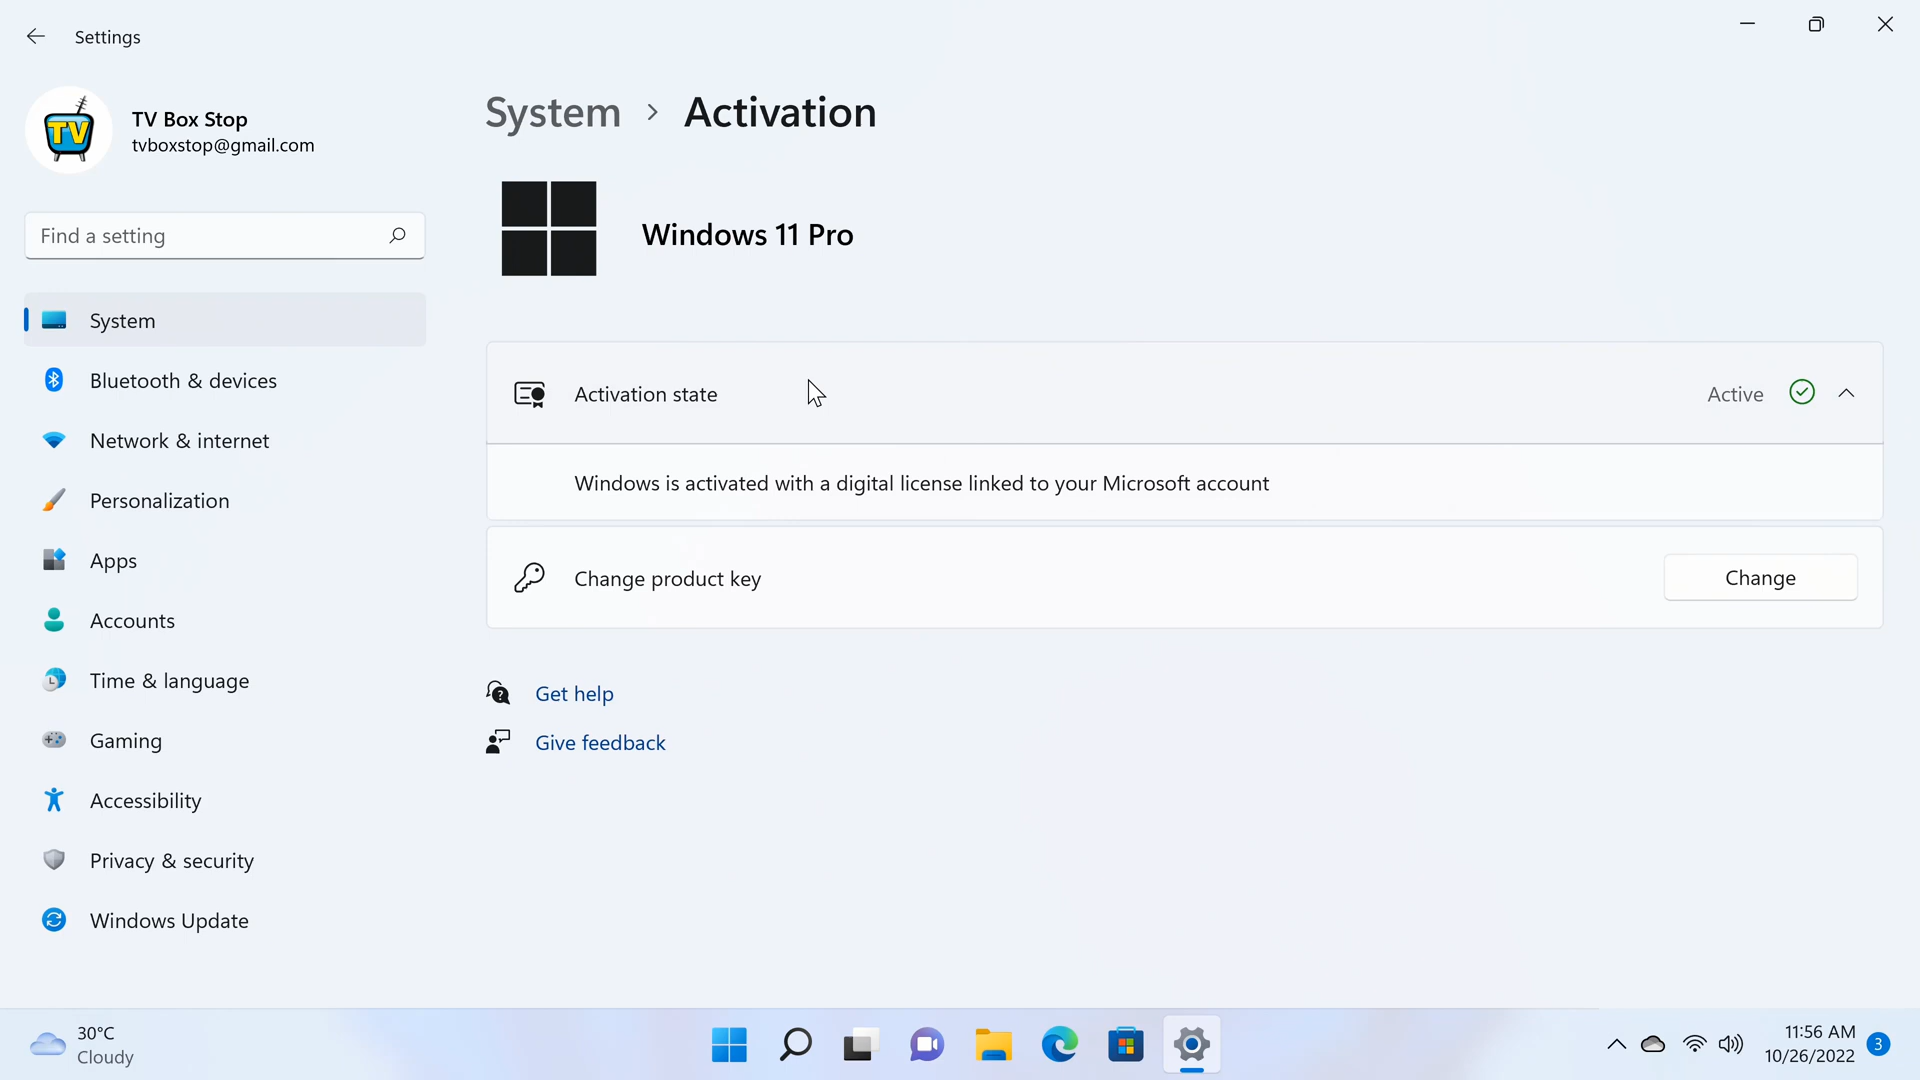 Settings
TV Box Stop
tvboxstop@gmail.com
TV
Find a setting
System
Bluetooth & devices
Network & internet
Personalization
Apps
Accounts
Time & language
Gaming
Accessibility
Privacy & security
Windows Update
System > Activation
Windows 11 Pro
Activation state
Active
Windows is activated with a digital license linked to your Microsoft account
Change product key
Change
Get help
Give feedback
30°C
Cloudy
11:56 AM
10/26/2022
3